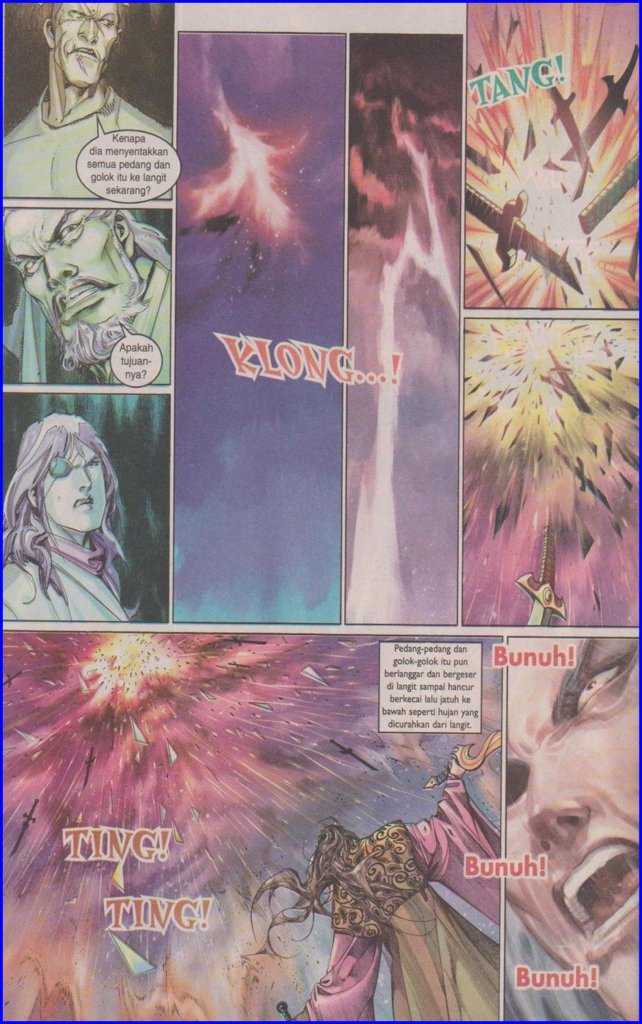 Kenapa
dia menyentakkan
semua pedang dan
golok itu ke langit
sekarang?
Apakah
tujuan-
nya?
KLONG...!
TANG!
Pedang-pedang dan
golok-golok itu pun
berlanggar dan bergeser
di langit sampai hancur
berkecai lalu jatuh ke
bawah seperti hujan yang
dicurahkan dari langit.
TING!
TING!
Bunuh!
Bunuh!
Bunuh!